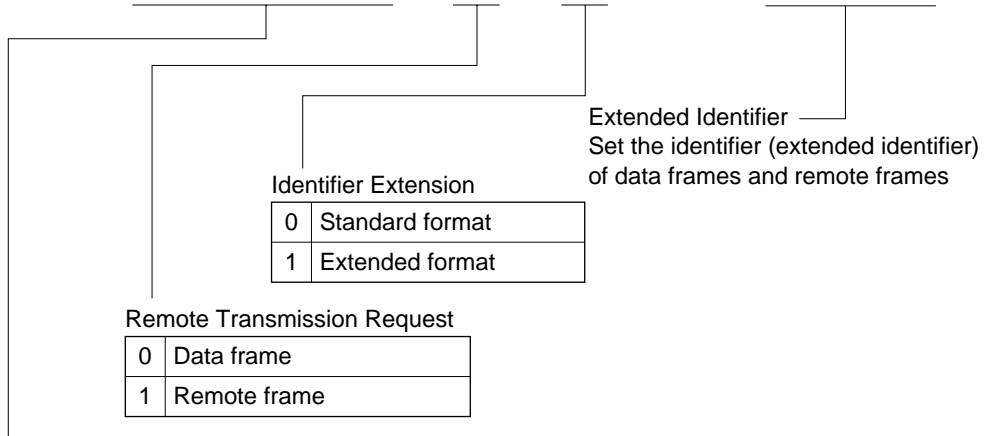 Extended Identifier
Set the identifier (extended identifier)
of data frames and remote frames
Identifier Extension
0 Standard format
1 Extended format
Remote Transmission Request
0 Data frame
1 Remote frame